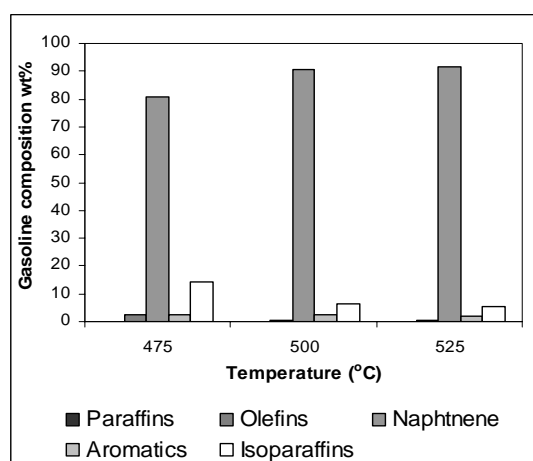 Gasoline composition wt%
100
90
80
70
60
50
40
30
20
10
0
475 500 525
Temperature (°C)
Paraffins Olefins Naphtnene
Aromatics Isoparaffins